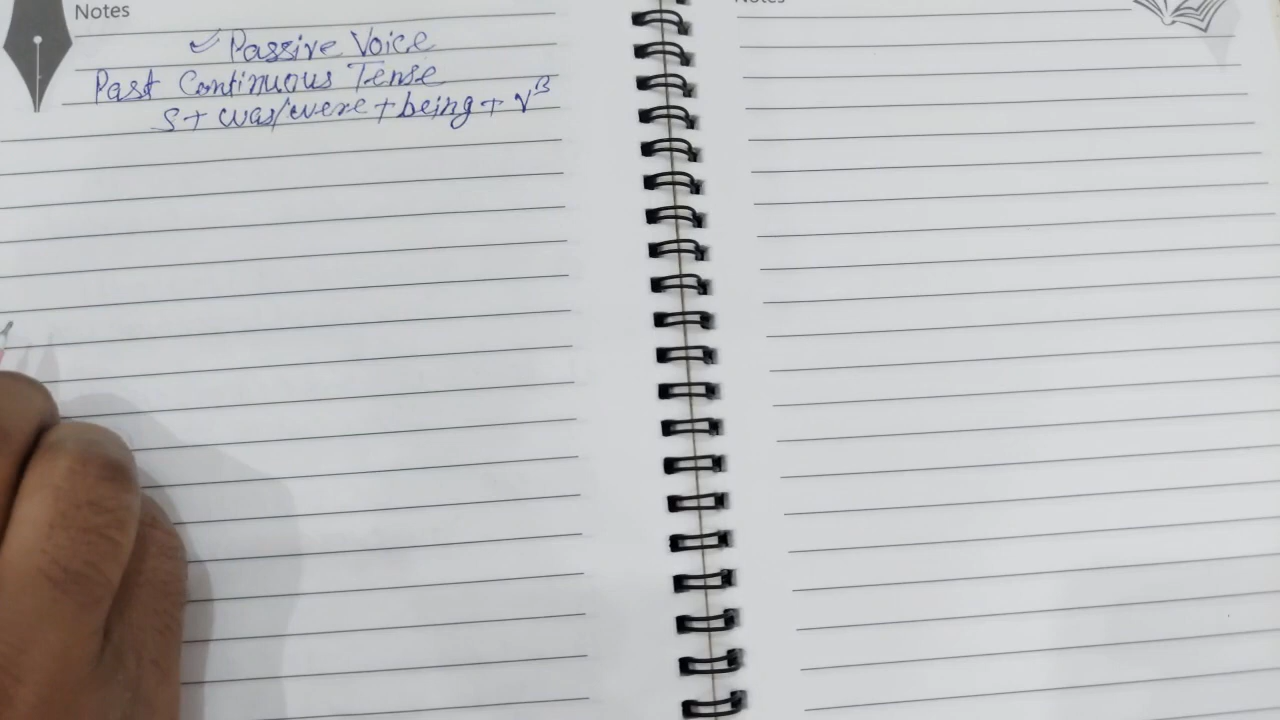 Notes
✓ Passive Voice
Past Continuous Tense
S + was/were + being + V³
Notes